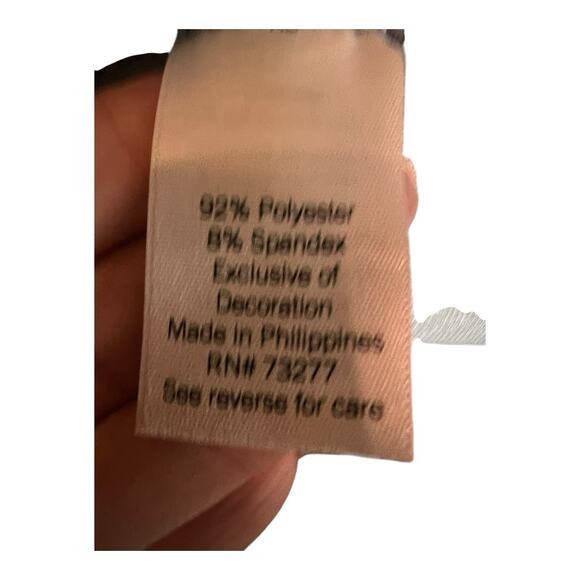 92% Polyester
8% Spandex
Exclusive of
Decoration
Made in Philippines
RN# 73277
See reverse for care